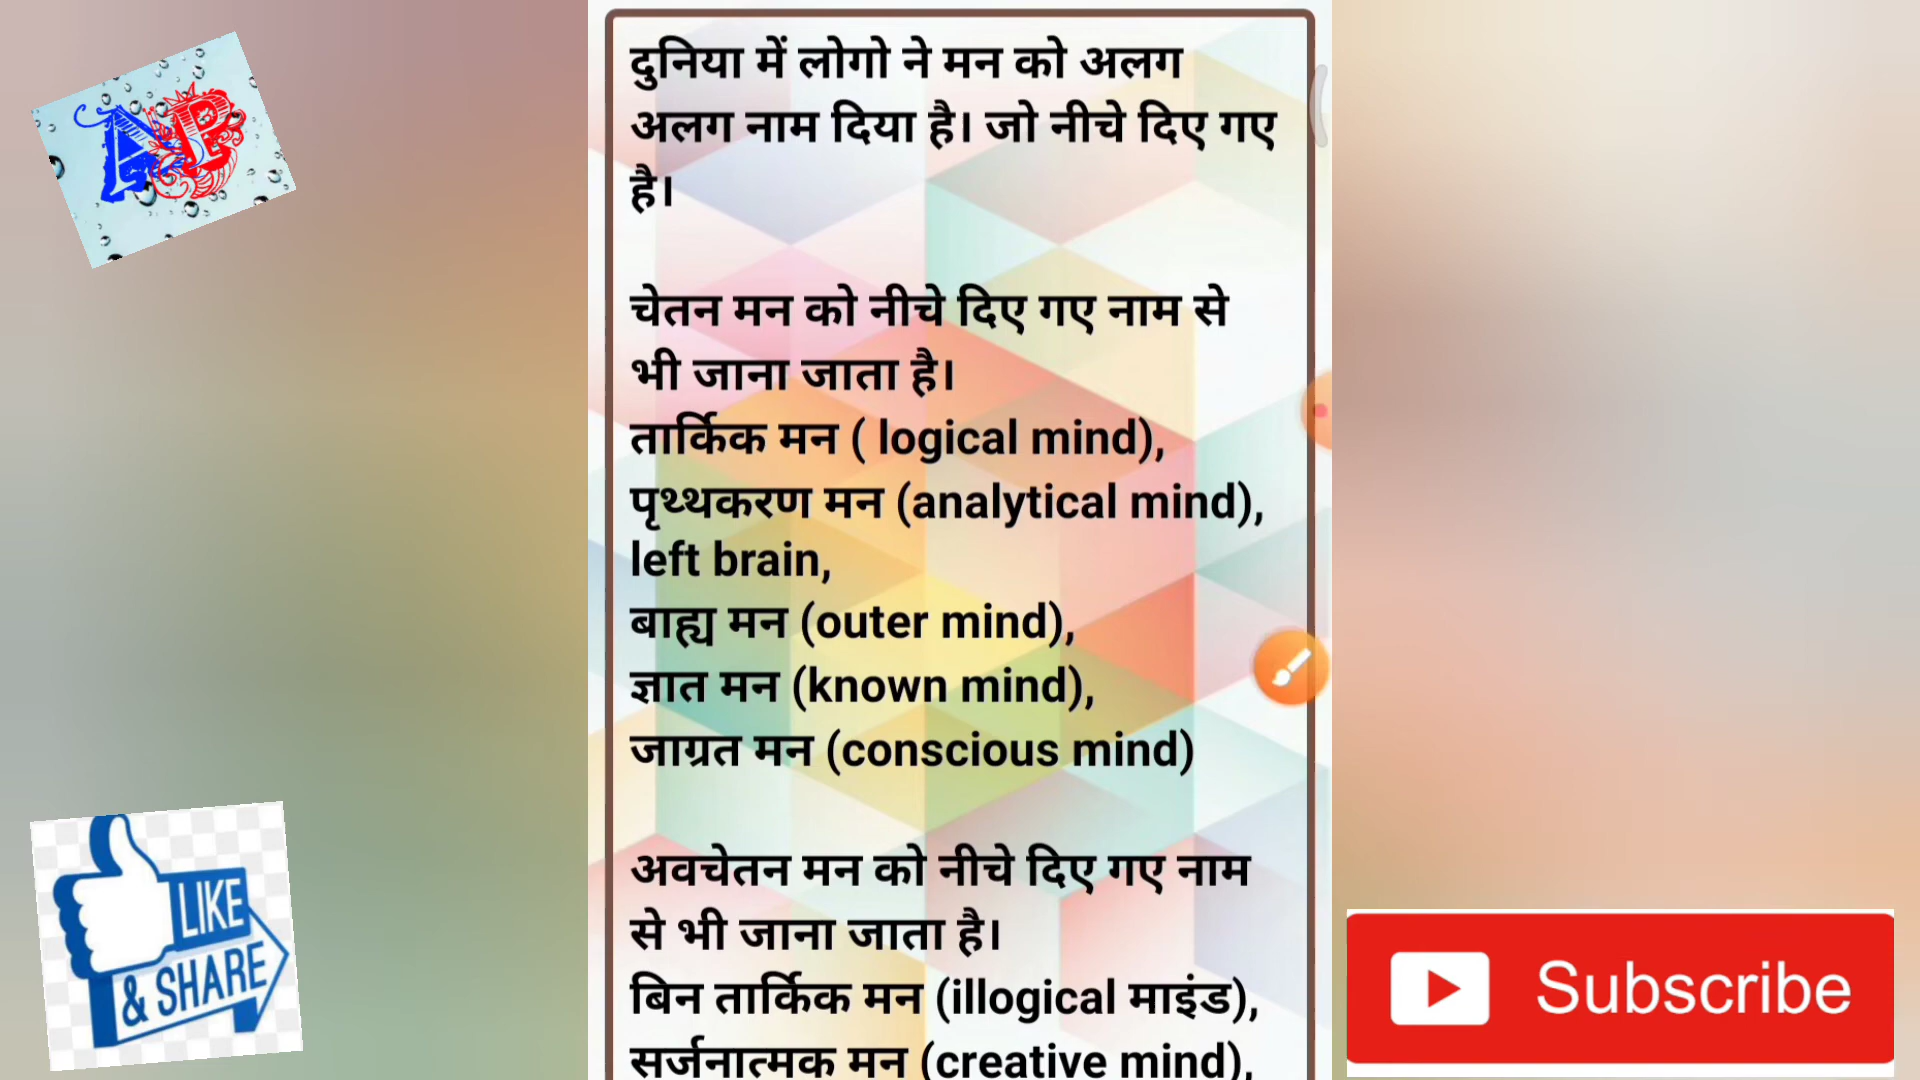 AP
दुनिया में लोगो ने मन को अलग
अलग नाम दिया है। जो नीचे दिए गए
है।
चेतन मन को नीचे दिए गए नाम से
भी जाना जाता है।
तार्किक मन ( logical mind),
पृथ्थकरण मन (analytical mind),
left brain,
बाह्य मन (outer mind),
ज्ञात मन (known mind),
जाग्रत मन (conscious mind)
अवचेतन मन को नीचे दिए गए नाम
से भी जाना जाता है।
बिन तार्किक मन (illogical माइंड),
सर्जनात्मक मन (creative mind),
LIKE
& SHARE
Subscribe